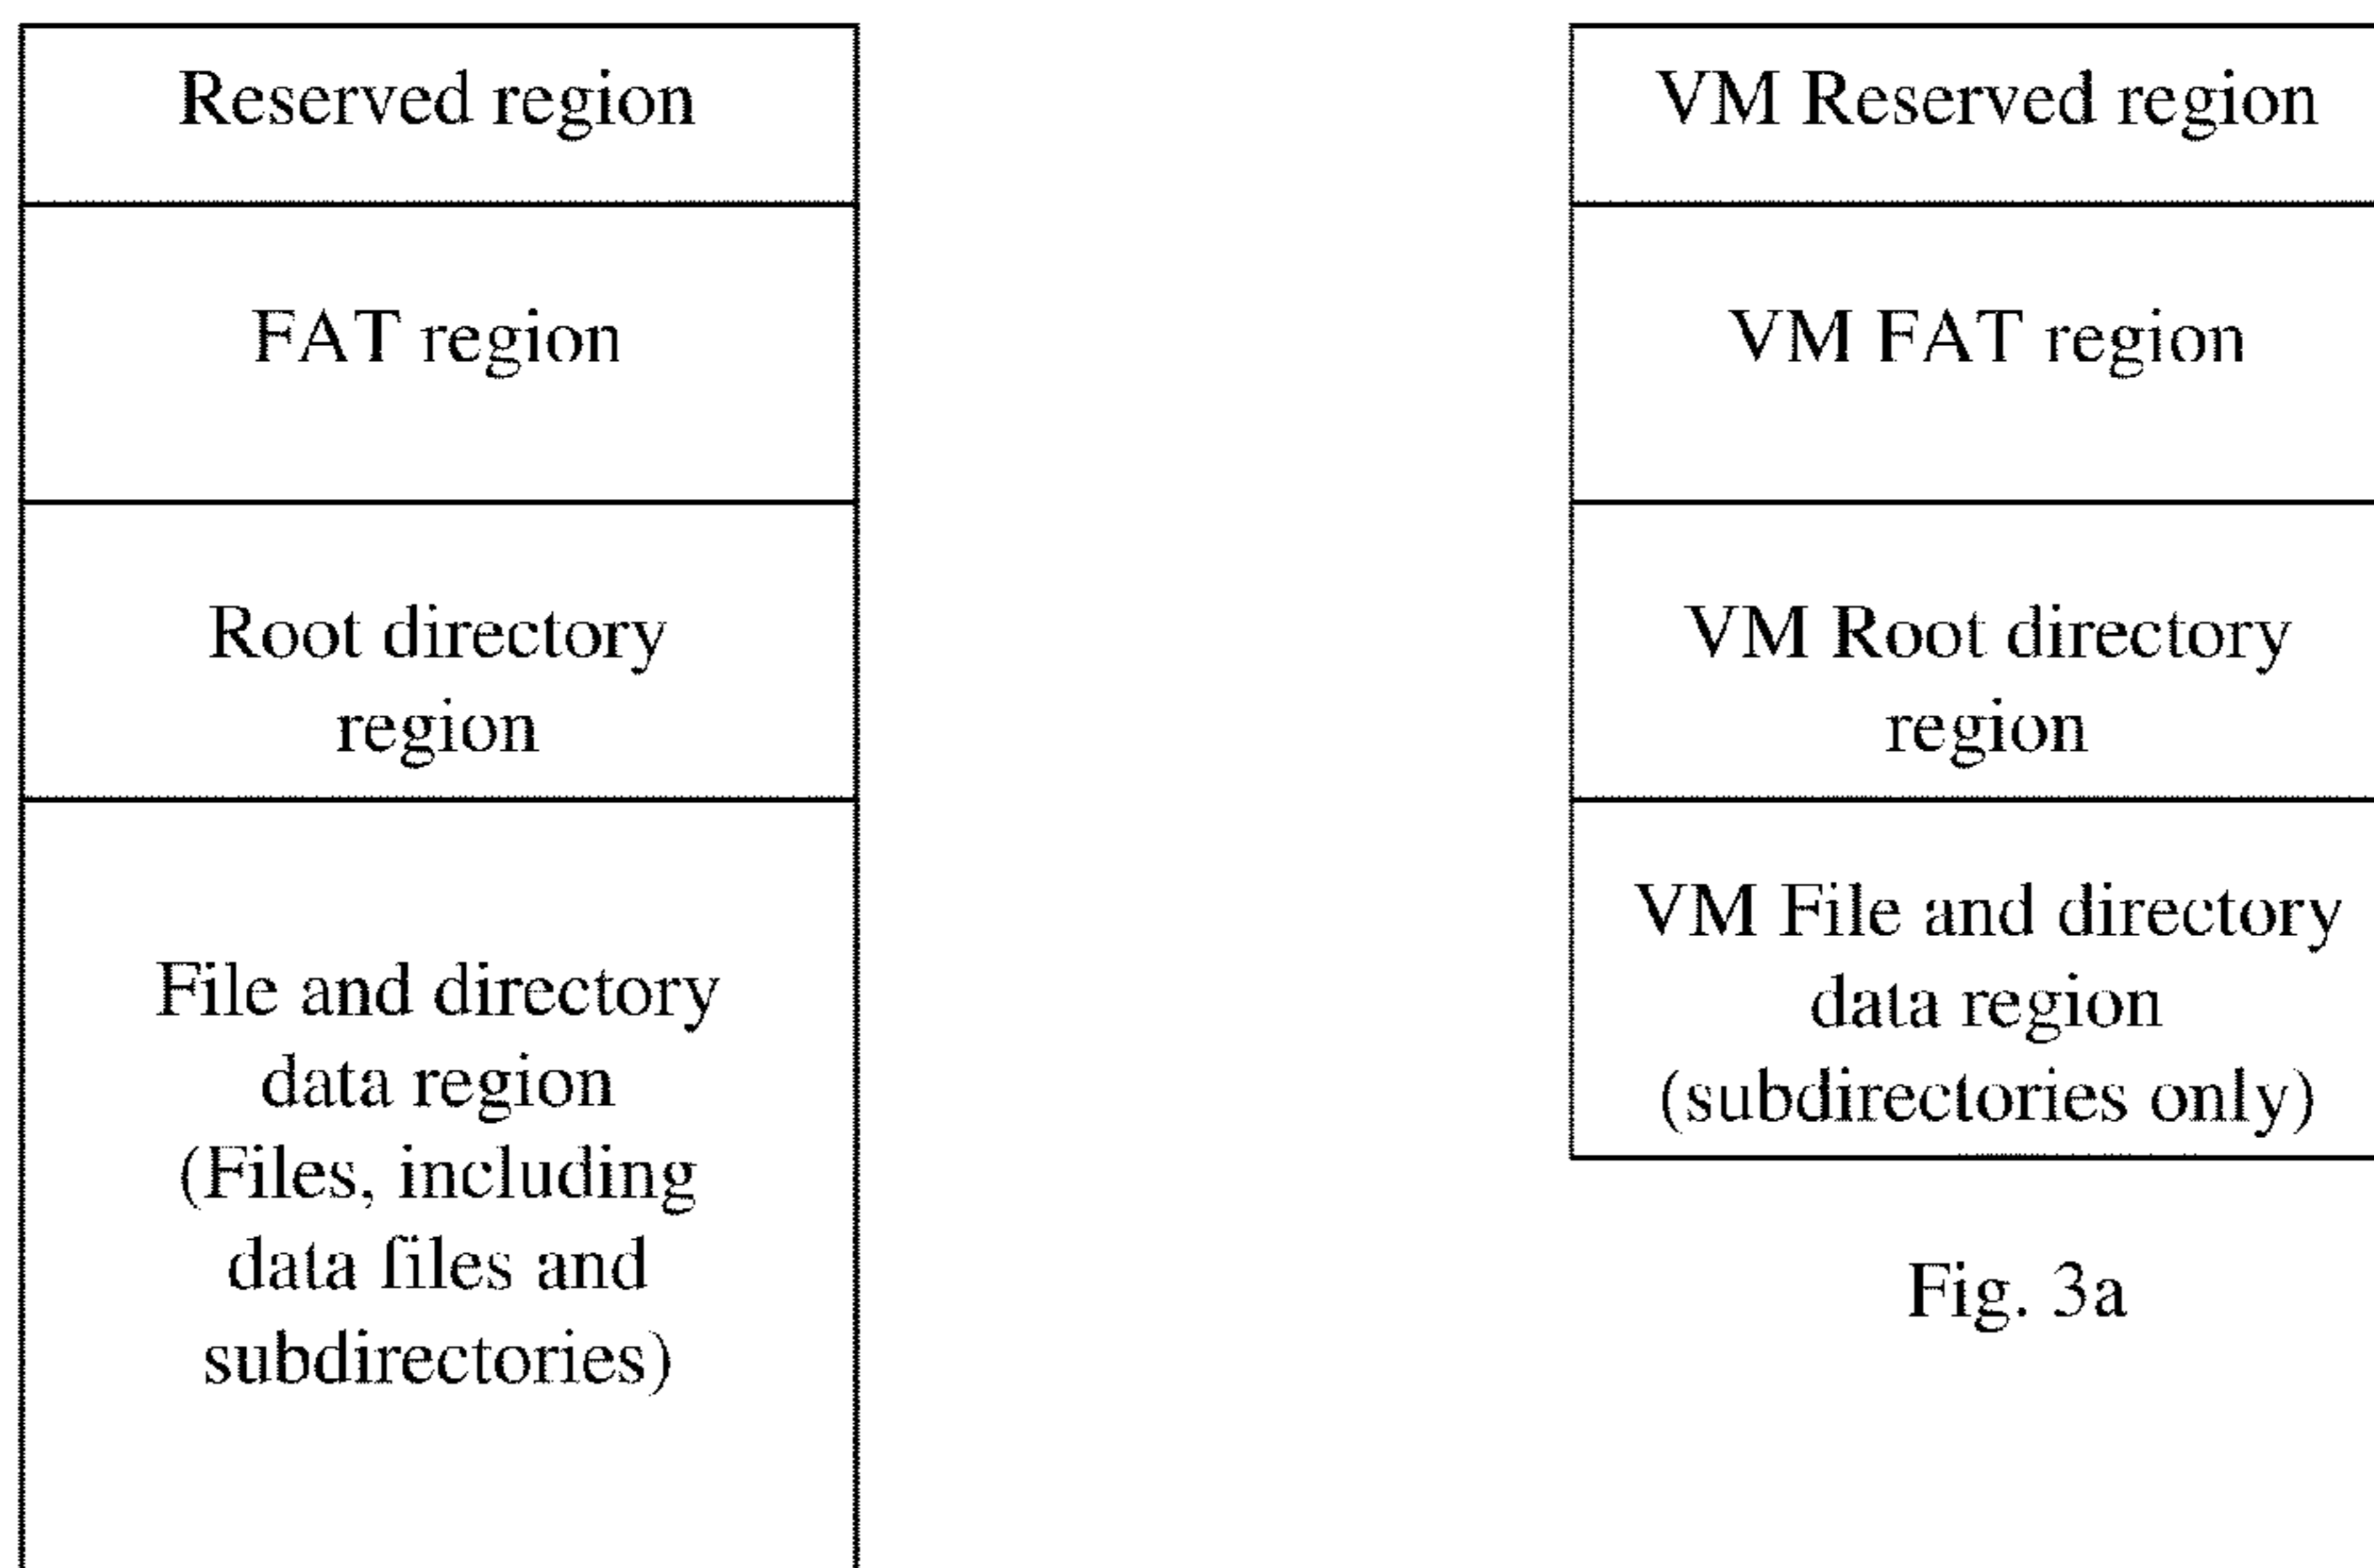 Reserved region
FAT region
Root directory
region
File and directory
data region
(Files, including
data files and
subdirectories)
VM Reserved region
VM FAT region
VM Root directory
region
VM File and directory
data region
(subdirectories only)
Fig. 3a